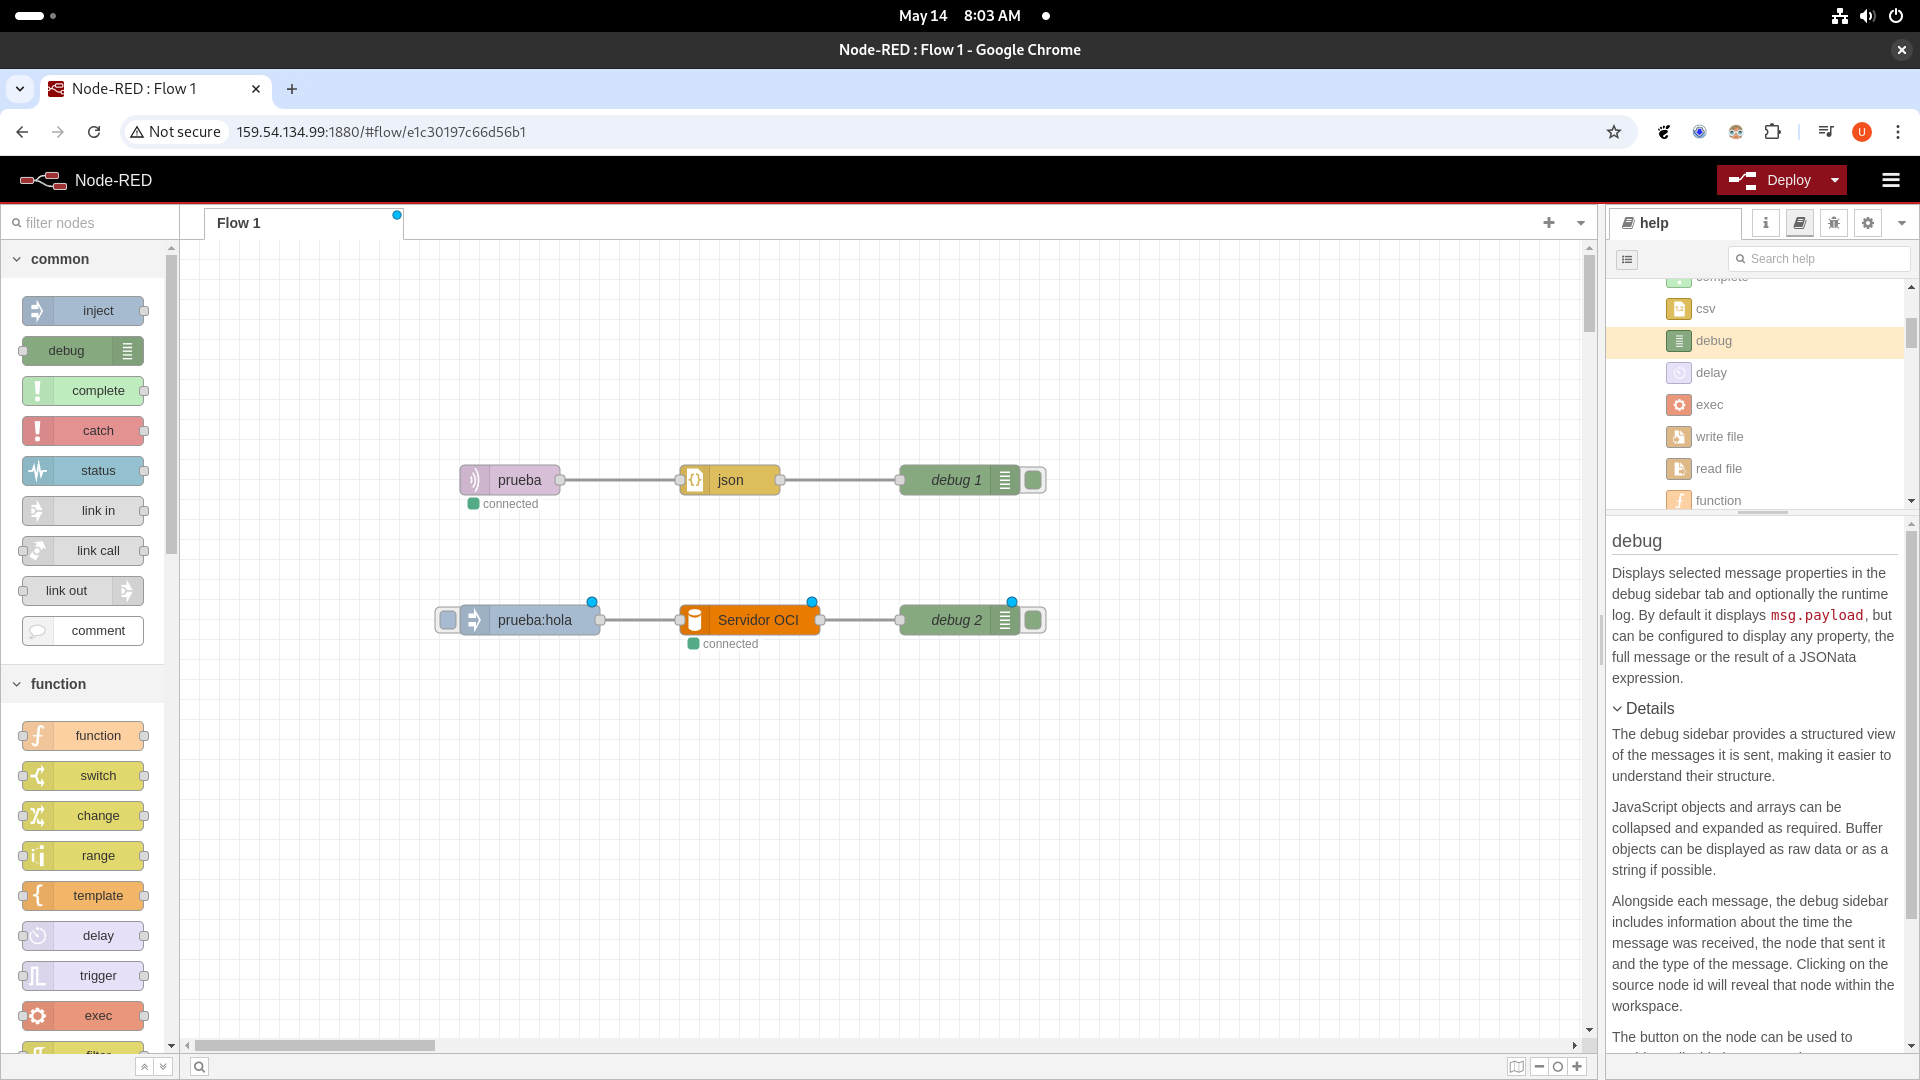 May 14 8:03 AM
Node-RED : Flow 1 - Google Chrome
Node-RED : Flow 1
Not secure 159.54.134.99:1880/#flow/e1c30197c66d56b1
U
Node-RED
Deploy
filter nodes
common
inject
debug
complete
catch
status
link in
link call
link out
comment
function
function
switch
change
range
template
delay
trigger
exec
Flow 1
prueba
connected
json
debug 1
prueba:hola
Servidor OCI
connected
debug 2
help
Search help
csv
debug
delay
exec
write file
read file
function
debug
Displays selected message properties in the
debug sidebar tab and optionally the runtime
log. By default it displays msg.payload, but
can be configured to display any property, the
full message or the result of a JSONata
expression.
Details
The debug sidebar provides a structured view
of the messages it is sent, making it easier to
understand their structure.
JavaScript objects and arrays can be
collapsed and expanded as required. Buffer
objects can be displayed as raw data or as a
string if possible.
Alongside each message, the debug sidebar
includes information about the time the
message was received, the node that sent it
and the type of the message. Clicking on the
source node id will reveal that node within the
workspace.
The button on the node can be used to